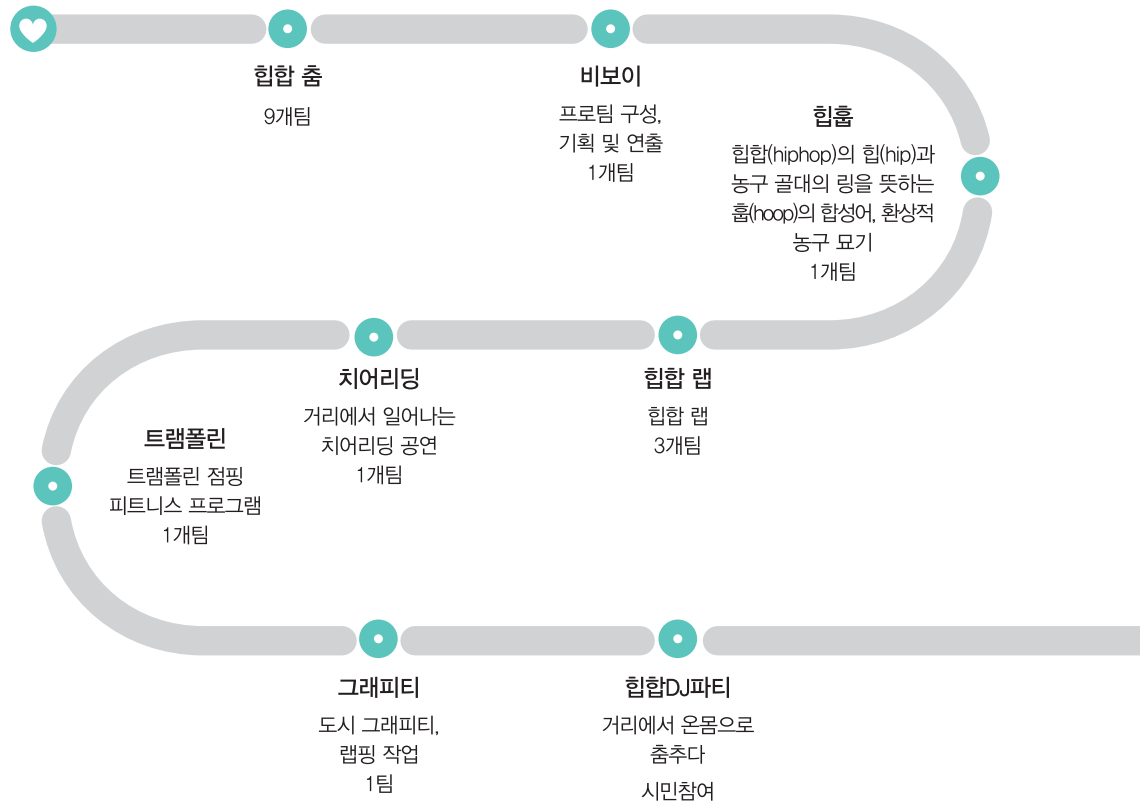 힙합 춤
9개팀
비보이
프로팀 구성,
기획 및 연출
1개팀
힙훕
힙합(hiphop)의 힙(hip)과
농구 골대의 링을 뜻하는
훕(hoop)의 합성어, 환상적
농구 묘기
1개팀
힙합 랩
힙합 랩
3개팀
치어리딩
거리에서 일어나는
치어리딩 공연
1개팀
트램폴린
트램폴린 점핑
피트니스 프로그램
1개팀
그래피티
도시 그래피티,
랩핑 작업
1팀
힙합DJ파티
거리에서 온몸으로
춤추다
시민참여